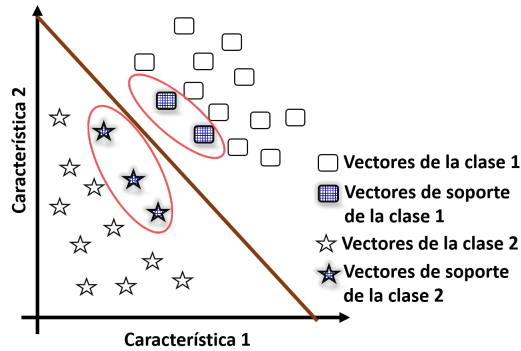 Característica 2
Vectores de la clase 1
Vectores de soporte
de la clase 1
Vectores de la clase 2
Vectores de soporte
de la clase 2
Característica 1